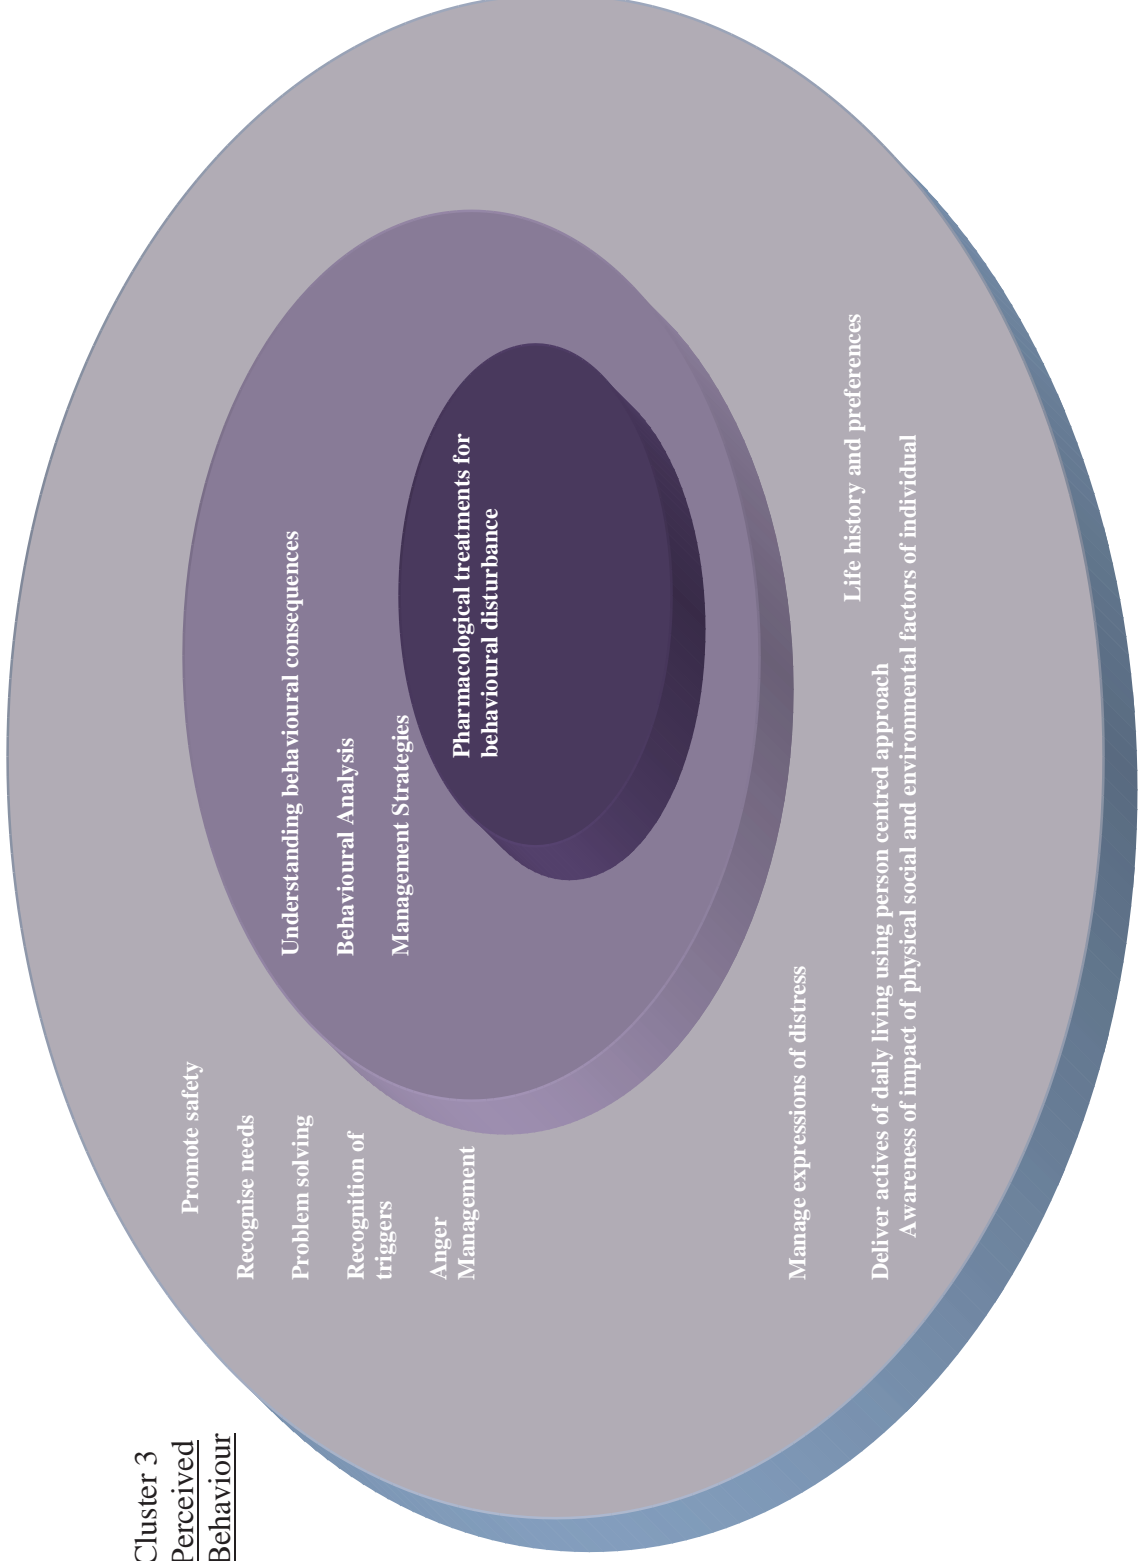 Cluster 3
Perceived
Behaviour
Promote safety
Recognise needs
Problem solving
Recognition of
triggers
Anger
Management
Understanding behavioural consequences
Behavioural Analysis
Management Strategies
Pharmacological treatments for
behavioural disturbance
Manage expressions of distress
Life history and preferences
Deliver actives of daily living using person centred approach
Awareness of impact of physical social and environmental factors of individual